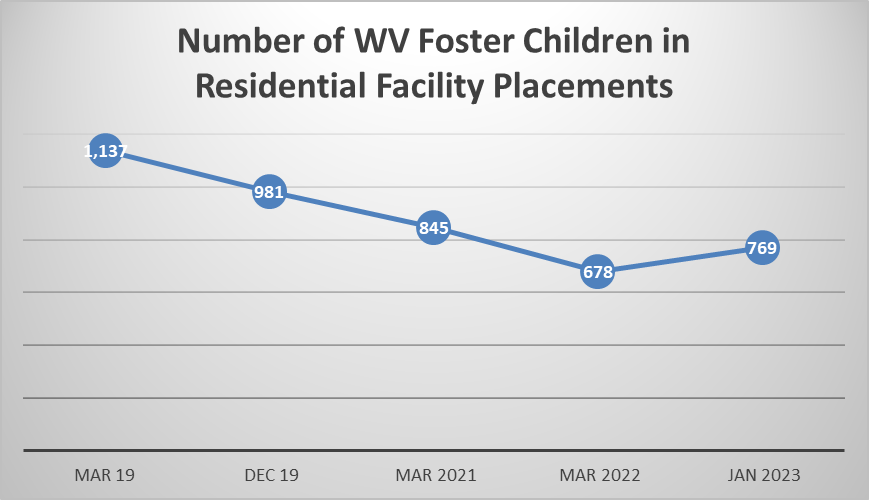 Number of WV Foster Children in
Residential Facility Placements
1,137
981
845
678
769
MAR 19
DEC 19
MAR 2021
MAR 2022
JAN 2023